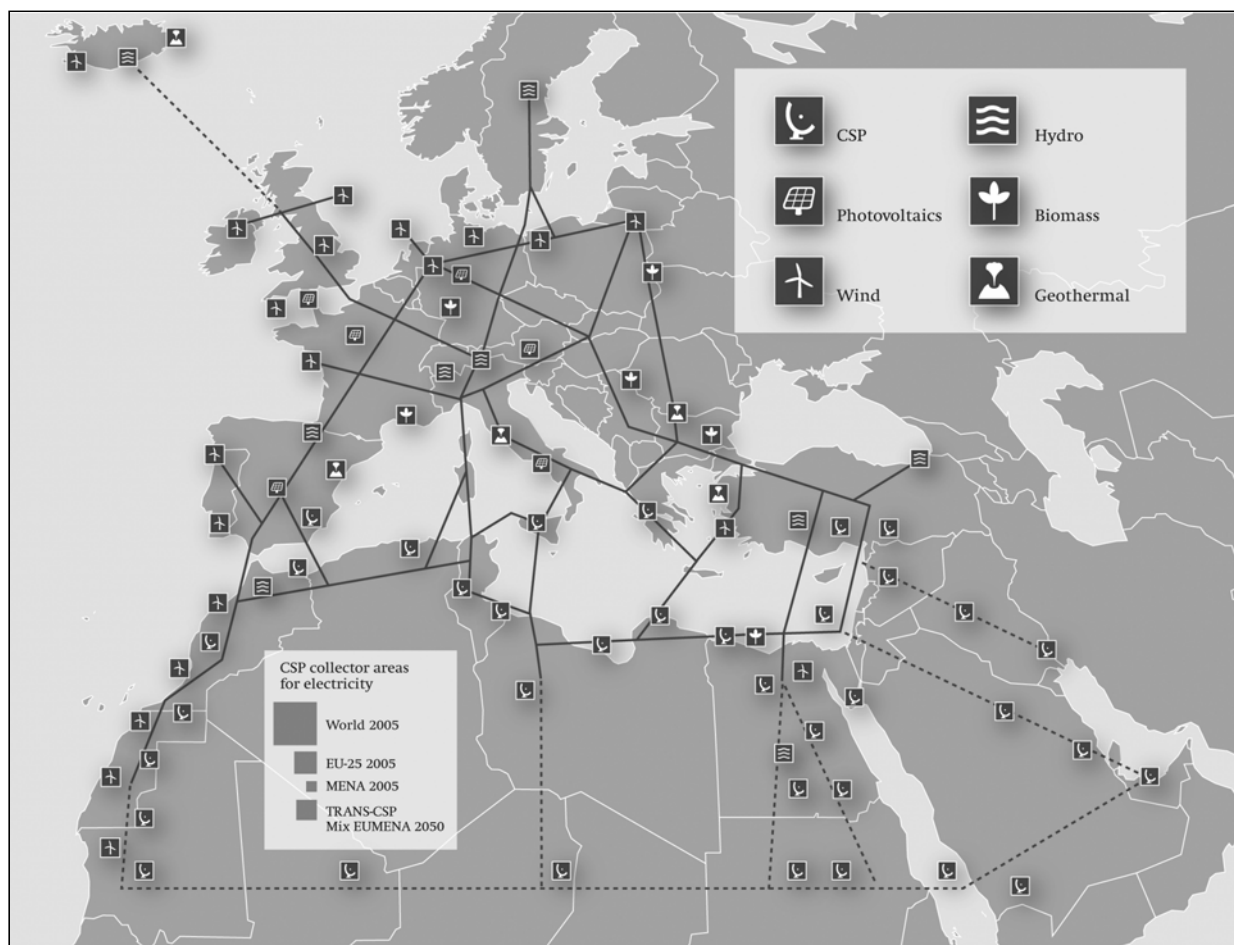 CSP
Hydro
Photovoltaics
Biomass
Wind
Geothermal
CSP collector areas
for electricity
World 2005
EU-25 2005
MENA 2005
TRANS-CSP
Mix EUMENA 2050